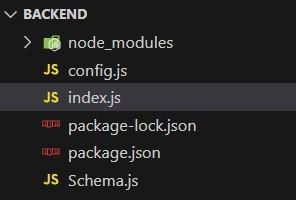 BACKEND
node_modules
JS config.js
JS index.js
package-lock.json
package.json
JS Schema.js